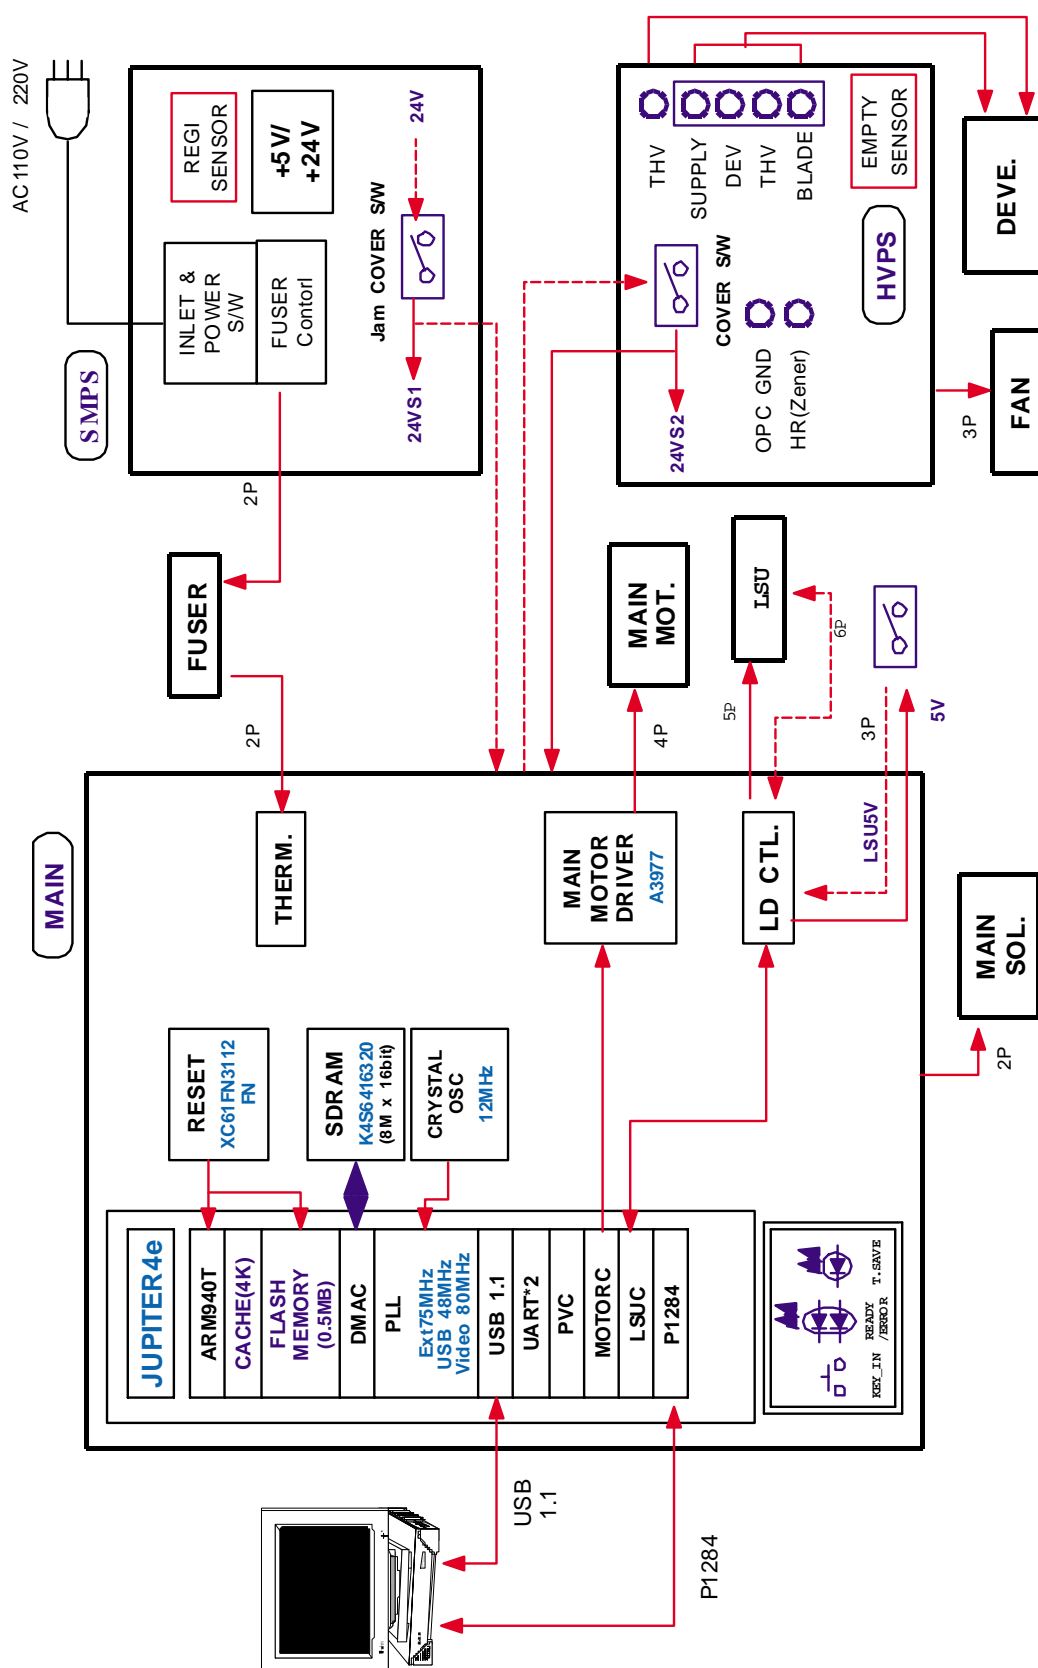 AC110V / 220V
SMPS
INLET &
POWER
S/W
FUSER
Contorl
REGI
SENSOR
+5V/
+24V
Jam COVER S/W
24V
24VS1
2P
FUSER
2P
MAIN
THERM.
RESET
XC61FN3112
FN
SDRAM
K4S6416320
(8M x 16bit)
CRYSTAL
OSC
12MHz
JUPITER4e
ARM940T
CACHE(4K)
FLASH
MEMORY
(0.5MB)
DMAC
PLL
Ext75MHz
USB 48MHz
Video 80MHz
USB 1.1
UART*2
PVC
MOTORC
LSUC
P1284
KEY_IN
READY
/ERROR
T.SAVE
MAIN
MOTOR
DRIVER
A3977
LD CTL.
LSU5V
4P
MAIN
MOT.
5P
LSU
6P
3P
5V
THV
SUPPLY
DEV
THV
BLADE
COVER S/W
24VS2
OPC GND
HR(Zener)
EMPTY
SENSOR
HVPS
DEVE.
3P
FAN
2P
MAIN
SOL.
USB
1.1
P1284